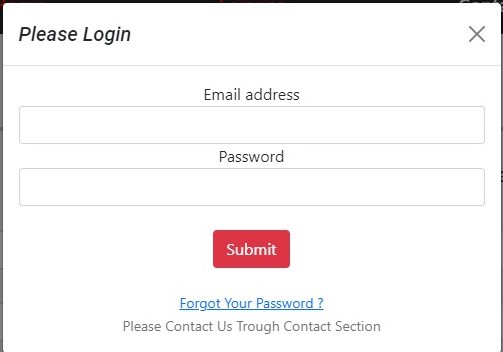 Please Login
Email address
Password
Submit
Forgot Your Password ?
Please Contact Us Trough Contact Section